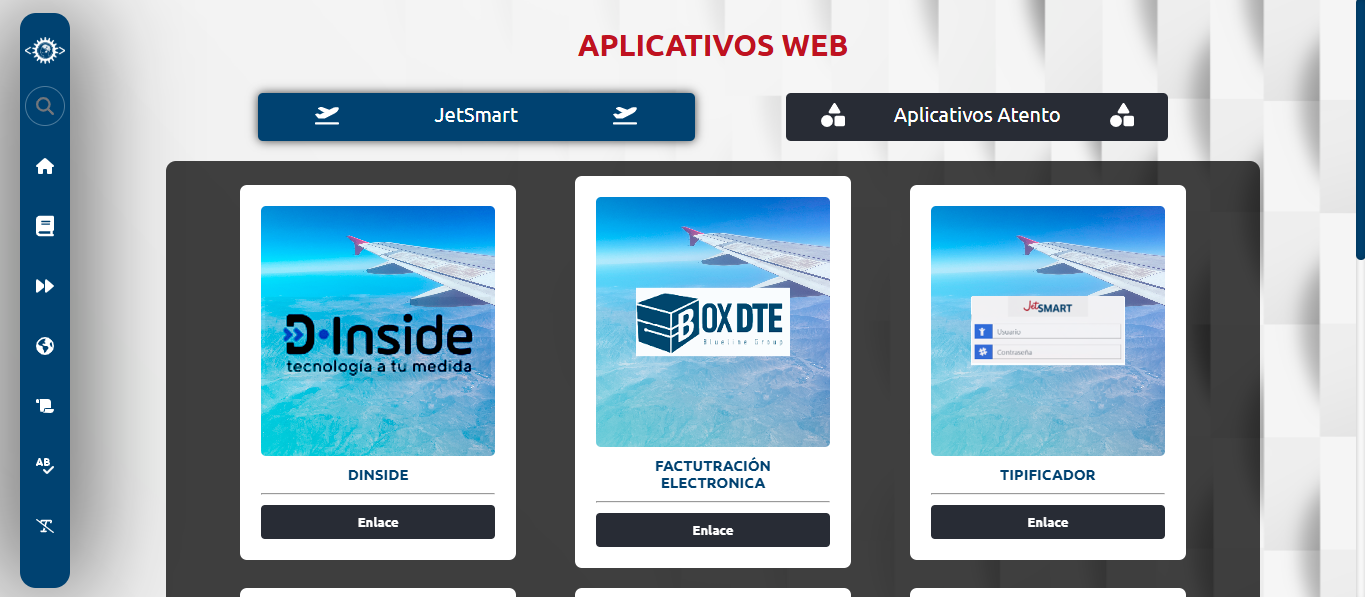 APLICATIVOS WEB
JetSmart
Aplicativos Atento
D-Inside
tecnología a tu medida
DINSIDE
Enlace
BOX DTE
Blueline Group
FACTUTRACIÓN
ELECTRONICA
Enlace
JetSMART
Usuario
Contraseña
TIPIFICADOR
Enlace
AB